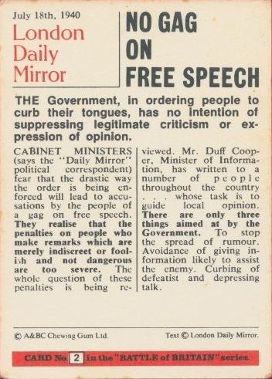 July 18th, 1940
London
Daily
Mirror
NO GAG
ON
FREE SPEECH
THE Government, in ordering people to
curb their tongues, has no intention of
suppressing legitimate criticism or ex-
pression of opinion.
CABINET MINISTERS
(says the "Daily Mirror"
political correspondent)
fear that the drastic way
the order is being en-
forced will lead to accu-
sations by the people of
a gag on free speech.
They realise that the
penalties on people who
make remarks which are
merely indiscreet or fool-
ish and not dangerous
are too severe. The
whole question of these
penalties is being re-
viewed. Mr. Duff Coop-
er, Minister of Informa-
tion, has written to a
number of people
throughout the country
. . . whose task is to
guide local opinion.
There are only three
things aimed at by the
Government. To stop
the spread of rumour.
Avoidance of giving in-
formation likely to assist
the enemy. Curbing of
defeatist and depressing
talk.
© A&BC Chewing Gum Ltd.
Text © London Daily Mirror.
CARD No 2 in the "BATTLE OF BRITAIN" series